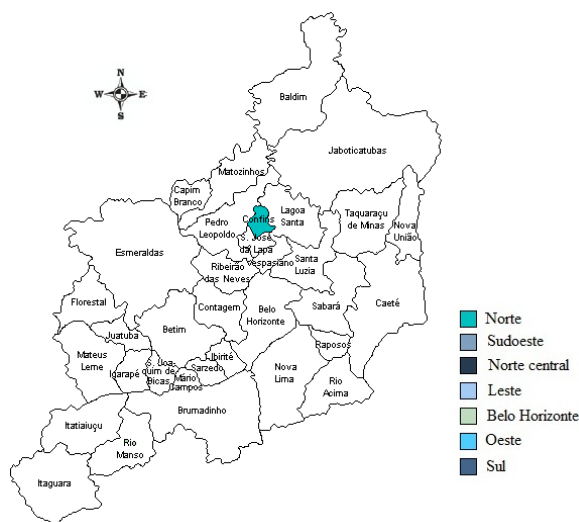 N
W E
S
Baldim
Jaboticatubas
Matozinhos
Capim
Branco
Lagoa
Santa
Confins
Pedro
Leopoldo
Taquaraçu
de Minas
Nova
União
S. José
da Lapa
Esmeraldas
Vespasiano
Santa
Luzia
Ribeirão
das Neves
Florestal
Contagem
Belo
Horizonte
Sabará
Caeté
Betim
Juatuba
Raposos
Mateus
Leme
Igarapé
S. Joa-
quim de
Bicas
Ibirité
Sarzedo
Mário
Campos
Nova
Lima
Rio
Acima
Brumadinho
Itatiaiuçu
Rio
Manso
Itaguara
Norte
Sudoeste
Norte central
Leste
Belo Horizonte
Oeste
Sul